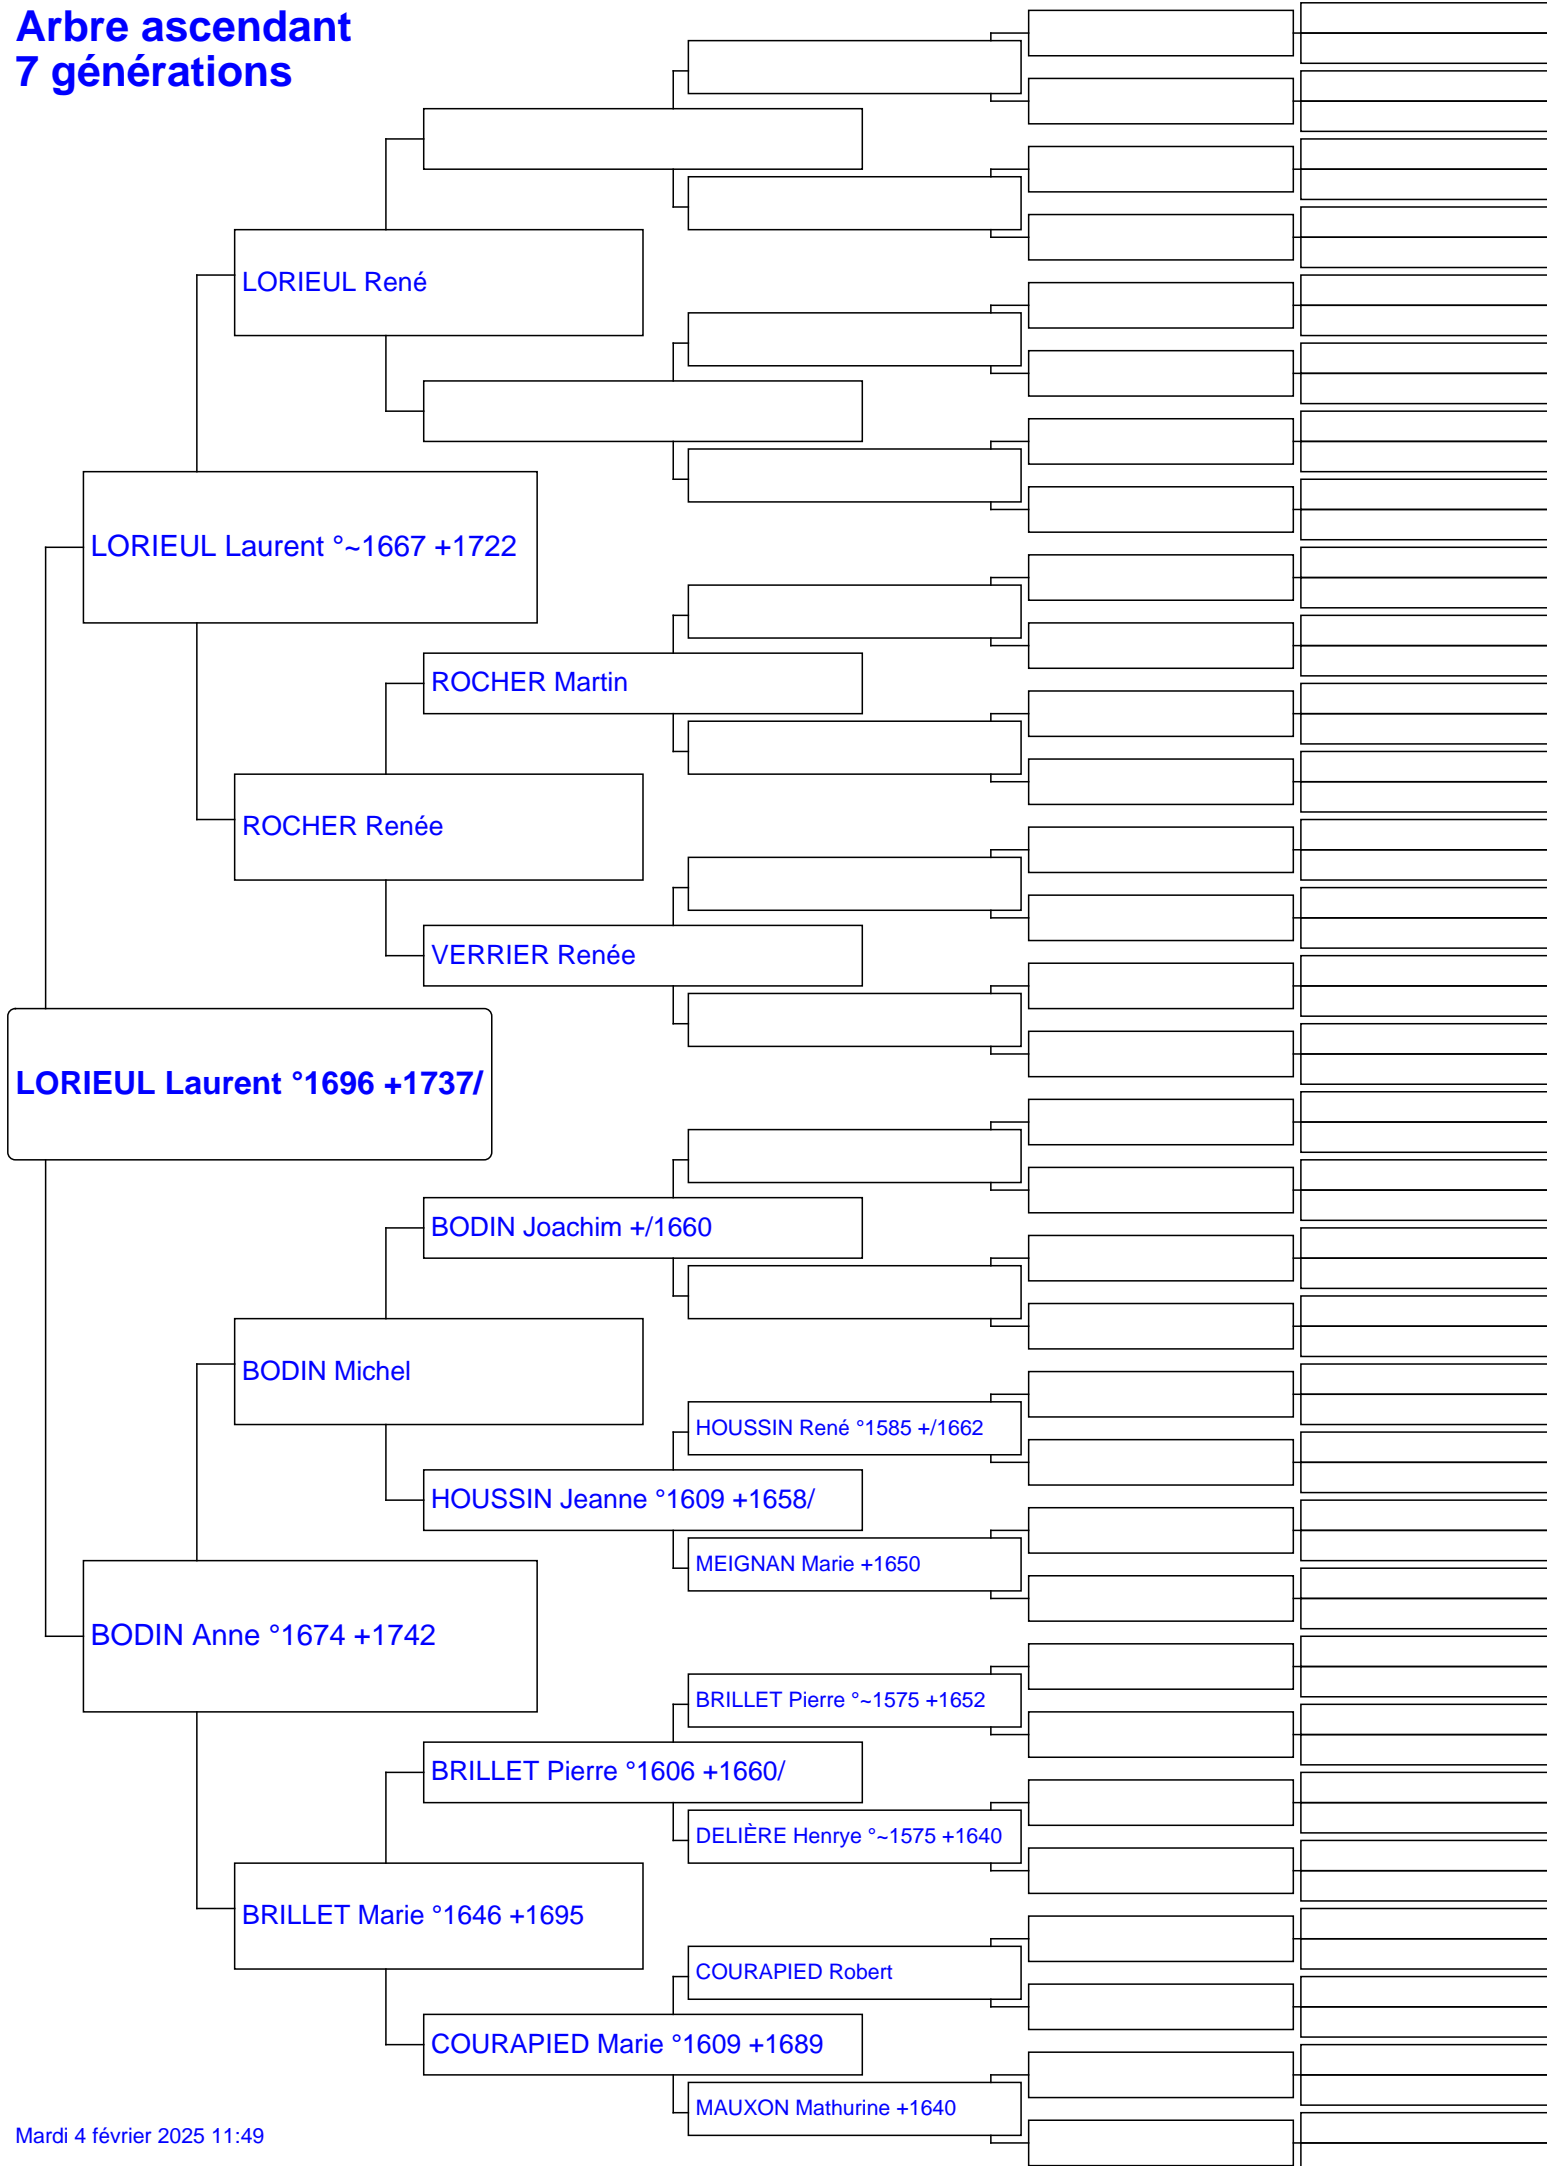 Arbre ascendant
7 générations
LORIEUL René
LORIEUL Laurent °~1667 +1722
ROCHER Martin
ROCHER Renée
VERRIER Renée
LORIEUL Laurent °1696 +1737/
BODIN Joachim +/1660
BODIN Michel
HOUSSIN René °1585 +/1662
HOUSSIN Jeanne °1609 +1658/
MEIGNAN Marie +1650
BODIN Anne °1674 +1742
BRILLET Pierre °~1575 +1652
BRILLET Pierre °1606 +1660/
DELIÈRE Henrye °~1575 +1640
BRILLET Marie °1646 +1695
COURAPIED Robert
COURAPIED Marie °1609 +1689
MAUXON Mathurine +1640
Mardi 4 février 2025 11:49